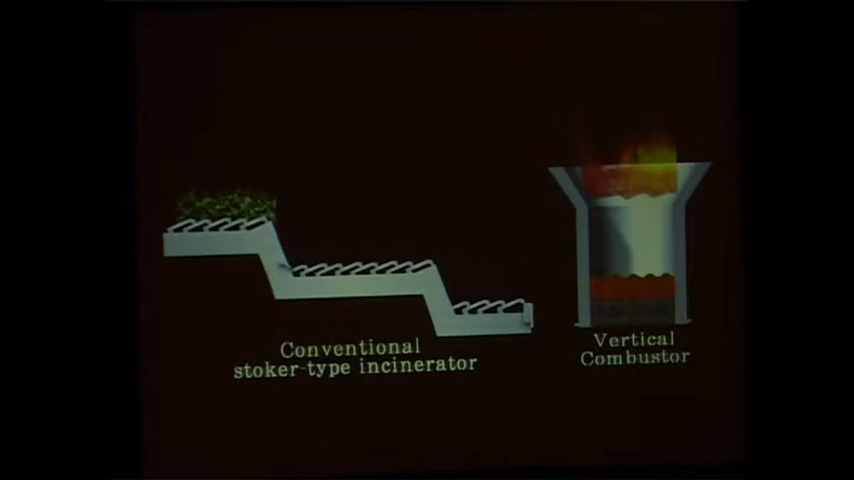 Conventional
stoker-type incinerator
Vertical
Combustor